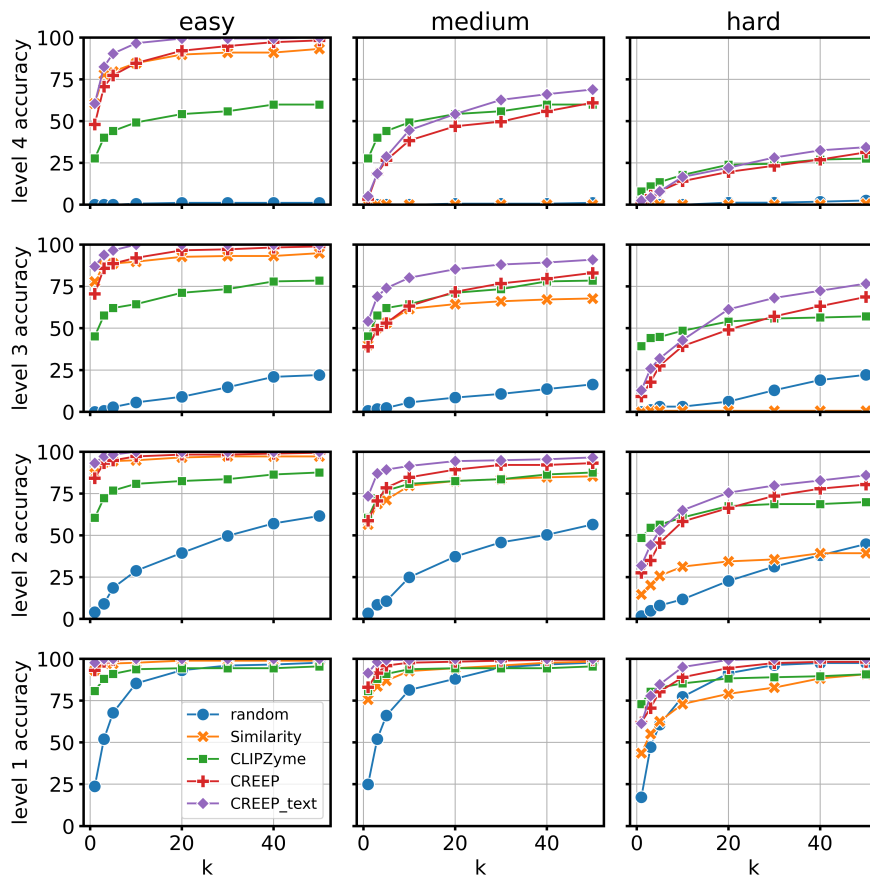 easy medium hard
level 4 accuracy
100
75
50
25
0
level 3 accuracy
100
75
50
25
0
level 2 accuracy
100
75
50
25
0
level 1 accuracy
100
75
50
25
0
random
Similarity
CLIPZyme
CREEP
CREEP_text
0 20 40 0 20 40 0 20 40
k k k